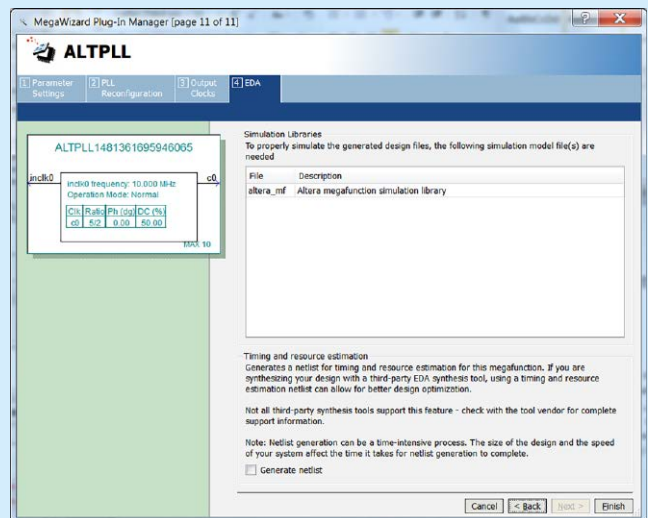 MegaWizard Plug-In Manager [page 11 of 11]
ALTPLL
1 Parameter Settings
2 PLL Reconfiguration
3 Output Clocks
4 EDA
ALTPLL1481361695946065
inclk0
c0
inclk0 frequency: 10.000 MHz
Operation Mode: Normal
Clk Ratio Ph (dg) DC (%)
c0 5/2 0.00 50.00
MAX 10
Simulation Libraries
To properly simulate the generated design files, the following simulation model file(s) are
needed
File Description
altera_mf Altera megafunction simulation library
Timing and resource estimation
Generates a netlist for timing and resource estimation for this megafunction. If you are
synthesizing your design with a third-party EDA synthesis tool, using a timing and resource
estimation netlist can allow for better design optimization.
Not all third-party synthesis tools support this feature - check with the tool vendor for complete
support information.
Note: Netlist generation can be a time-intensive process. The size of the design and the speed
of your system affect the time it takes for netlist generation to complete.
Generate netlist
Cancel < Back Next > Finish